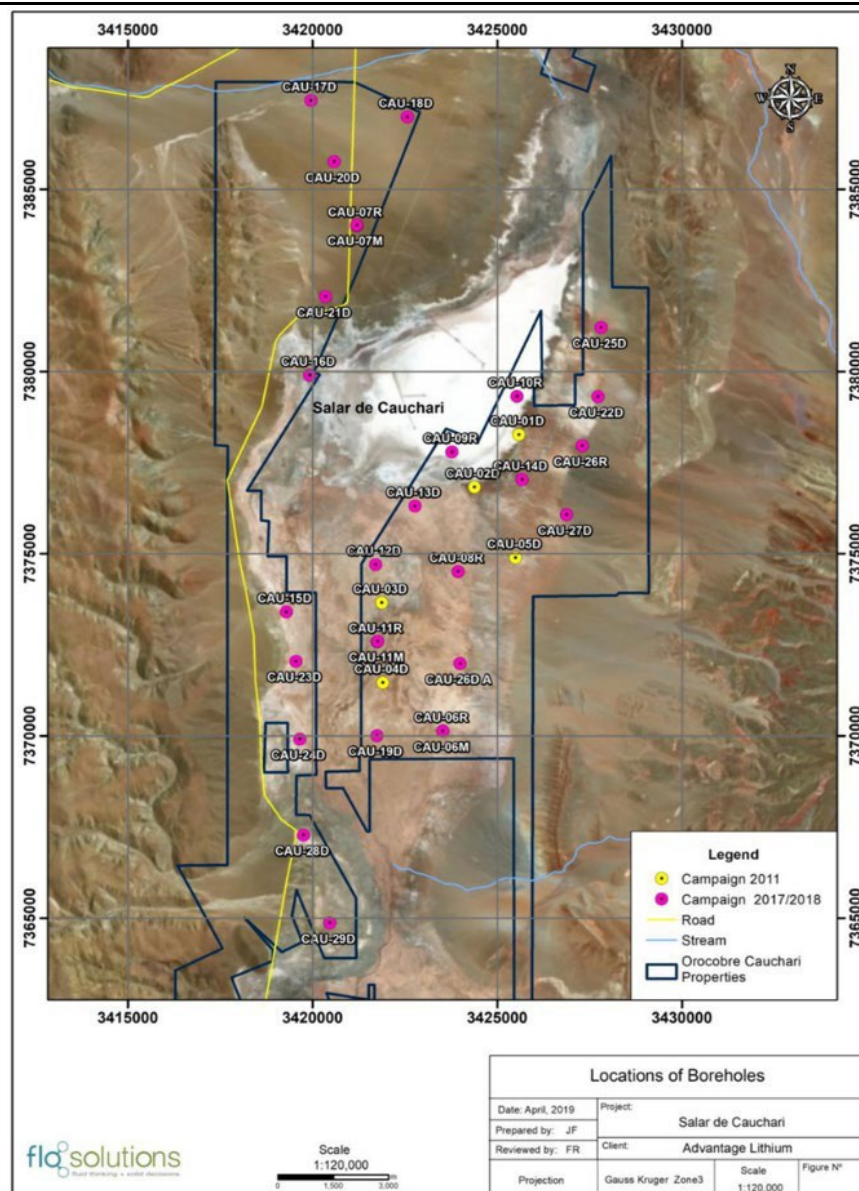 3415000 3420000 3425000 3430000
N
W E
S
CAU-17D
CAU-18D
CAU-20D
7385000 7385000
CAU-07R
CAU-07M
CAU-21D
CAU-25D
7380000 7380000
CAU-16D
CAU-10R
CAU-22D
Salar de Cauchari
CAU-01D
CAU-09R
CAU-26R
CAU-02D
CAU-14D
CAU-13D
CAU-27D
7375000 7375000
CAU-12D
CAU-08R
CAU-05D
CAU-03D
CAU-15D
CAU-11R
CAU-11M
CAU-04D
CAU-23D
CAU-26D A
7370000 7370000
CAU-06R
CAU-06M
CAU-24D
CAU-19D
CAU-28D
7365000 7365000
CAU-29D
Legend
Campaign 2011
Campaign 2017/2018
Road
Stream
Orocobre Cauchari
Properties
3415000 3420000 3425000 3430000
flo solutions
fluid thinking + solid decisions
Scale
1:120,000
0 1,500 3,000
Locations of Boreholes
Date: April, 2019
Project:
Salar de Cauchari
Prepared by: JF
Reviewed by: FR
Client: Advantage Lithium
Projection
Gauss Kruger Zone3
Scale
1:120,000
Figure N°